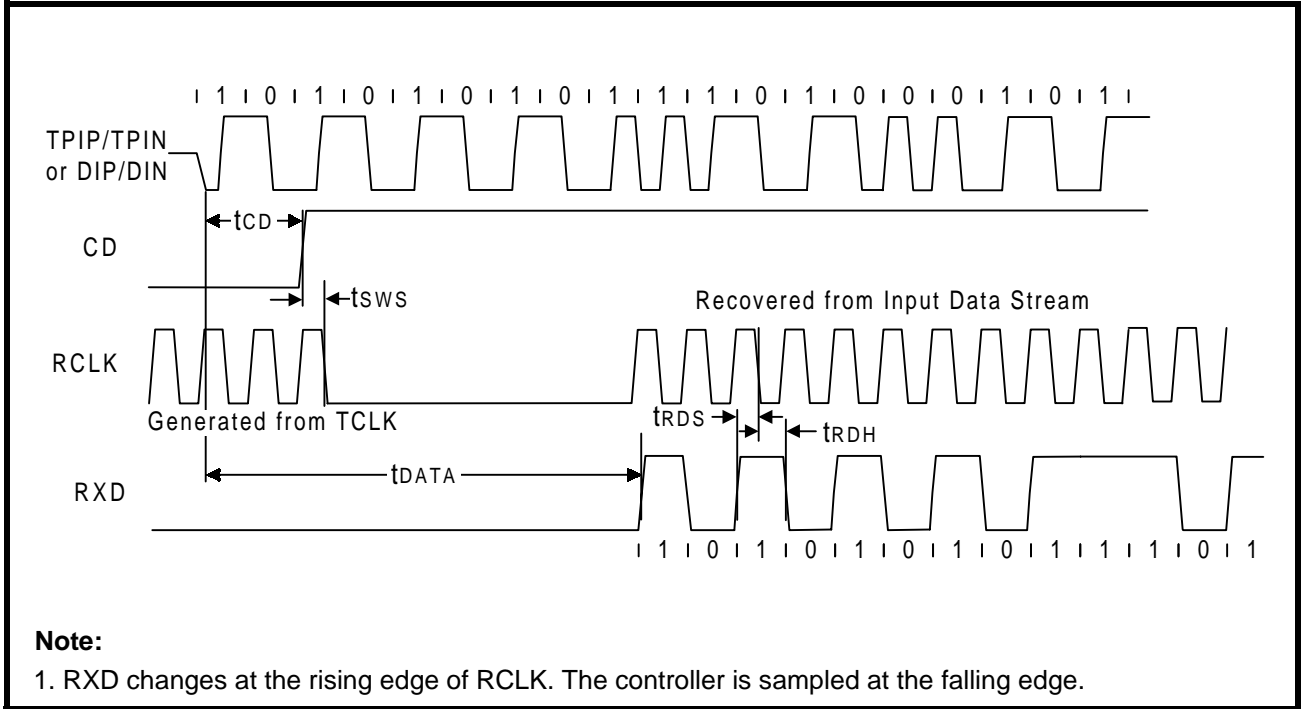 1 0 1 0 1 0 1 0 1 1 1 0 1 0 0 0 1 0 1
TPIP/TPIN
or DIP/DIN
tCD
CD
tSWS
Recovered from Input Data Stream
RCLK
Generated from TCLK
tRDS
tRDH
tDATA
RXD
1 0 1 0 1 0 1 0 1 1 1 0 1
Note:
1. RXD changes at the rising edge of RCLK. The controller is sampled at the falling edge.